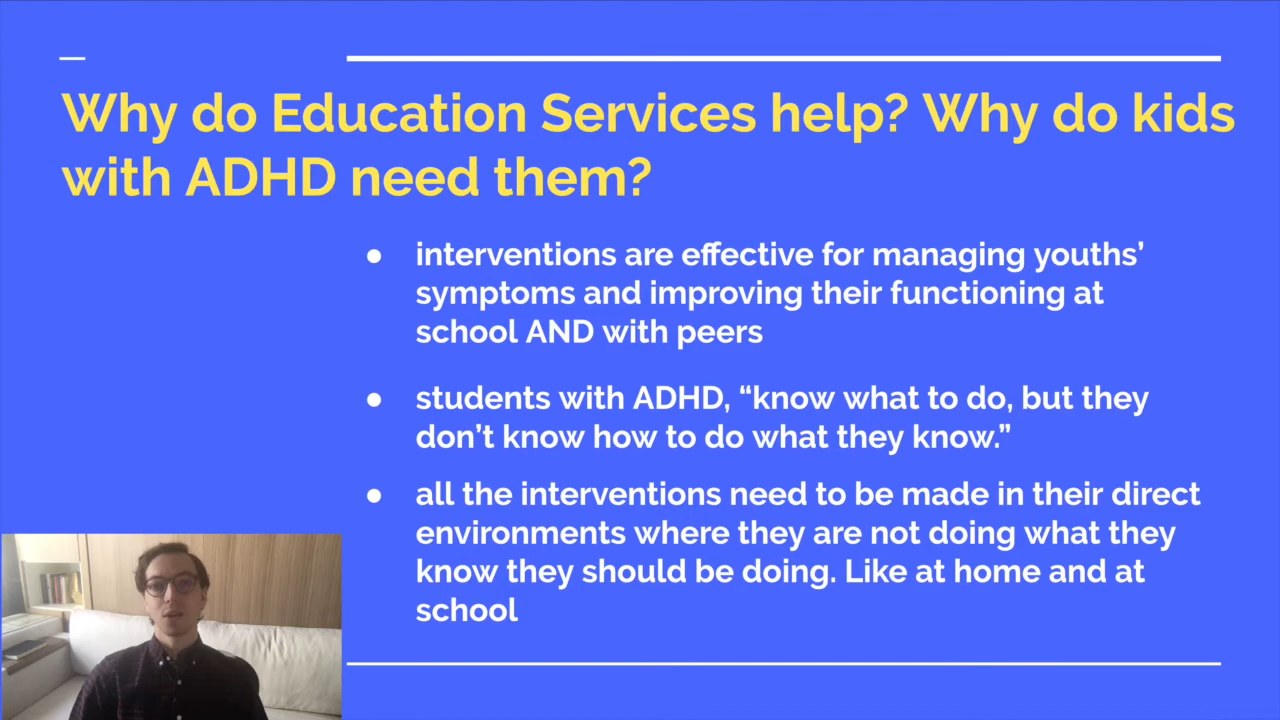 Why do Education Services help? Why do kids
with ADHD need them?
● interventions are effective for managing youths’
symptoms and improving their functioning at
school AND with peers
● students with ADHD, “know what to do, but they
don’t know how to do what they know.”
● all the interventions need to be made in their direct
environments where they are not doing what they
know they should be doing. Like at home and at
school